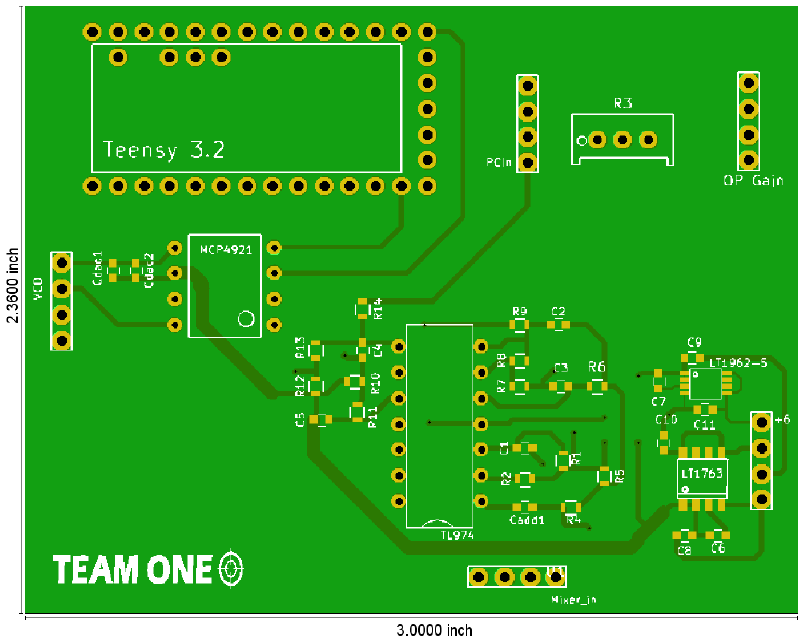 R3
Teensy 3.2
PCIn
OP Gain
MCP4921
Cdac1
Cdac2
VCO
2.3600 inch
R14
R9
C2
R13
C4
R8
C9
LT1962-5
R12
R10
R7
C3
R6
C7
C5
R11
C10
C11
+6
C1
R1
R2
R5
LT1763
Cadd1
R4
TL974
C8
C6
TEAM ONE
Mixer_in
3.0000 inch